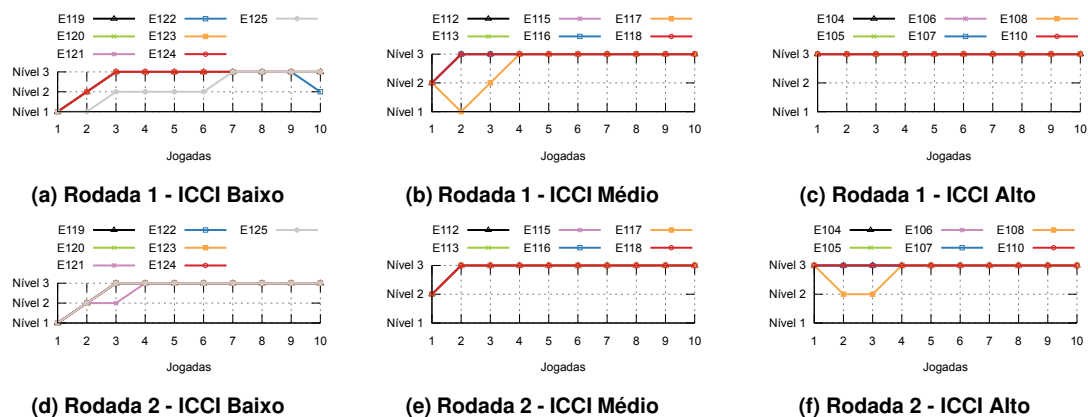 E119 E122 E125
E120 E123
E121 E124
Nível 3
Nível 2
Nível 1
1 2 3 4 5 6 7 8 9 10
Jogadas
(a) Rodada 1 - ICCI Baixo
E112 E115 E117
E113 E116 E118
Nível 3
Nível 2
Nível 1
1 2 3 4 5 6 7 8 9 10
Jogadas
(b) Rodada 1 - ICCI Médio
E104 E106 E108
E105 E107 E110
Nível 3
Nível 2
Nível 1
1 2 3 4 5 6 7 8 9 10
Jogadas
(c) Rodada 1 - ICCI Alto
E119 E122 E125
E120 E123
E121 E124
Nível 3
Nível 2
Nível 1
1 2 3 4 5 6 7 8 9 10
Jogadas
(d) Rodada 2 - ICCI Baixo
E112 E115 E117
E113 E116 E118
Nível 3
Nível 2
Nível 1
1 2 3 4 5 6 7 8 9 10
Jogadas
(e) Rodada 2 - ICCI Médio
E104 E106 E108
E105 E107 E110
Nível 3
Nível 2
Nível 1
1 2 3 4 5 6 7 8 9 10
Jogadas
(f) Rodada 2 - ICCI Alto